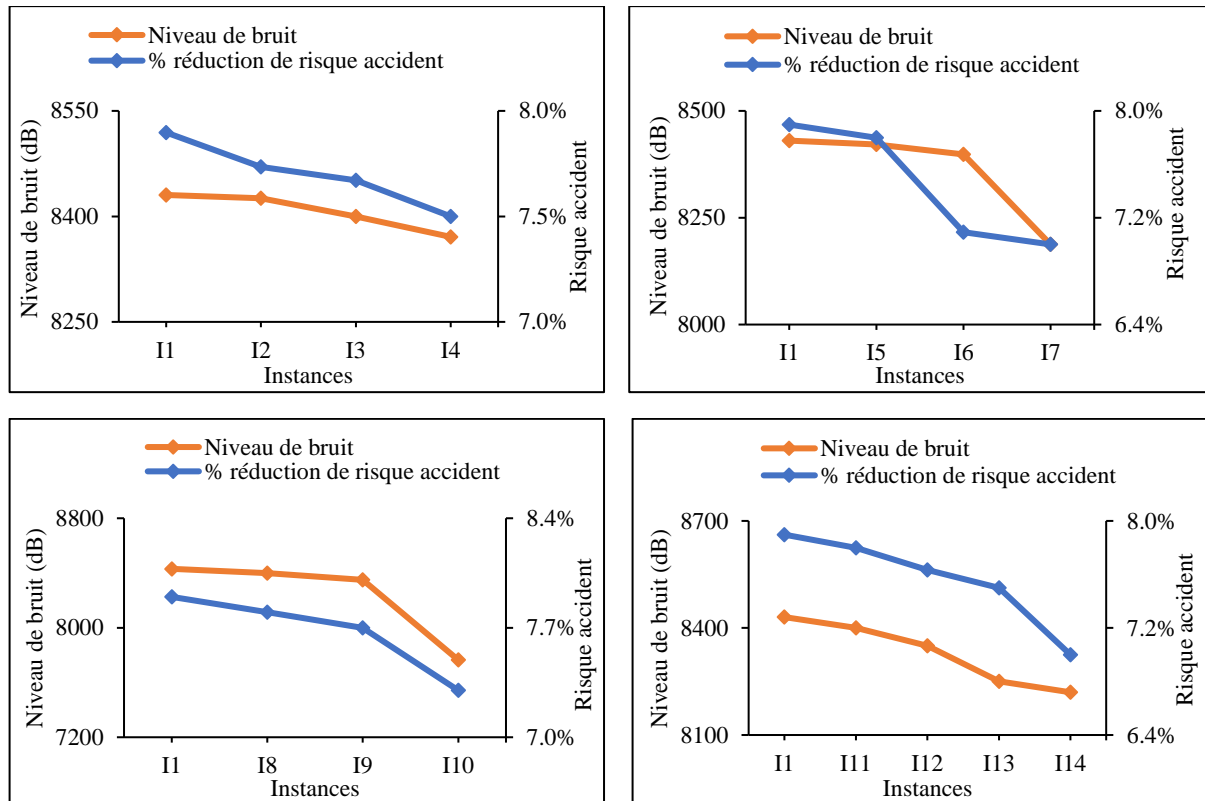 Niveau de bruit
% réduction de risque accident
8550
8400
8250
Niveau de bruit (dB)
8.0%
7.5%
7.0%
Risque accident
I1 I2 I3 I4
Instances
Niveau de bruit
% réduction de risque accident
8500
8250
8000
Niveau de bruit (dB)
8.0%
7.2%
6.4%
Risque accident
I1 I5 I6 I7
Instances
Niveau de bruit
% réduction de risque accident
8800
8000
7200
Niveau de bruit (dB)
8.4%
7.7%
7.0%
Risque accident
I1 I8 I9 I10
Instances
Niveau de bruit
% réduction de risque accident
8700
8400
8100
Niveau de bruit (dB)
8.0%
7.2%
6.4%
Risque accident
I1 I11 I12 I13 I14
Instances